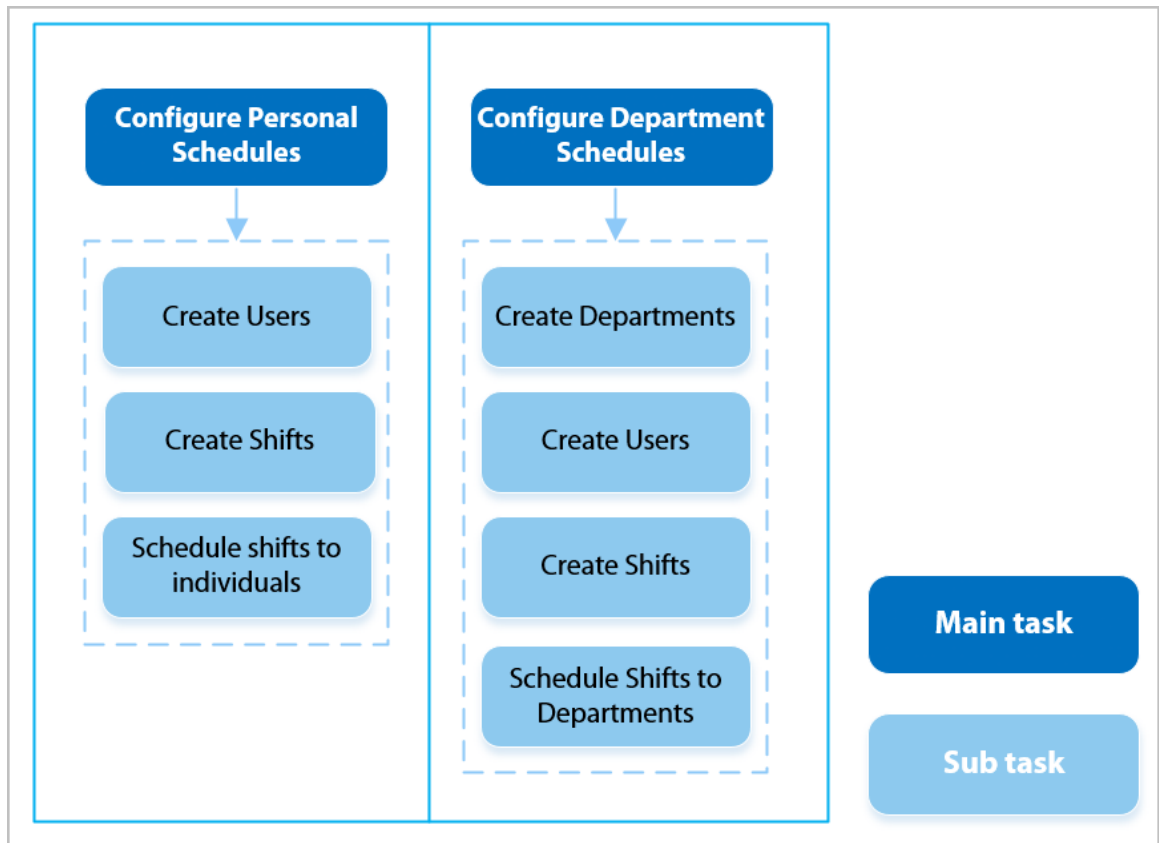 Configure Personal
Schedules
Create Users
Create Shifts
Schedule shifts to
individuals
Configure Department
Schedules
Create Departments
Create Users
Create Shifts
Schedule Shifts to
Departments
Main task
Sub task